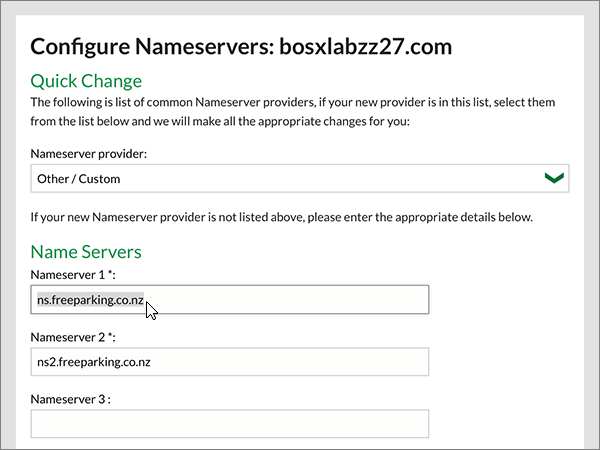 Configure Nameservers: bosxlabzz27.com
Quick Change
The following is list of common Nameserver providers, if your new provider is in this list, select them
from the list below and we will make all the appropriate changes for you:
Nameserver provider:
Other / Custom
If your new Nameserver provider is not listed above, please enter the appropriate details below.
Name Servers
Nameserver 1 *:
ns.freeparking.co.nz
Nameserver 2 *:
ns2.freeparking.co.nz
Nameserver 3 :